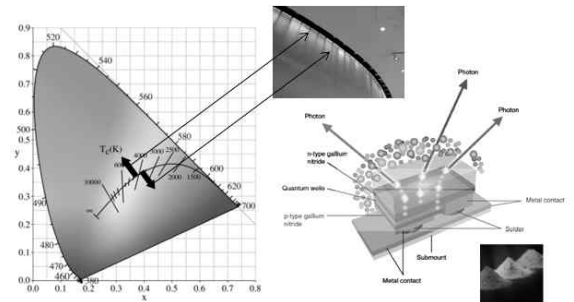 0.9
0.8
0.7
0.6
500
0.5
y
0.4
0.3
0.2
0.1
0.0
0.0 0.1 0.2 0.3 0.4 0.5 0.6 0.7 0.8
x
520
540
560
580
600
620
700
490
480
470
460
380
Tc(K)
4000
3000
2500
2000
1500
10000
∞
Photon
Photon
Photon
n-type gallium
nitride
Quantum wells
p-type gallium
nitride
Metal contact
Solder
Submount
Metal contact